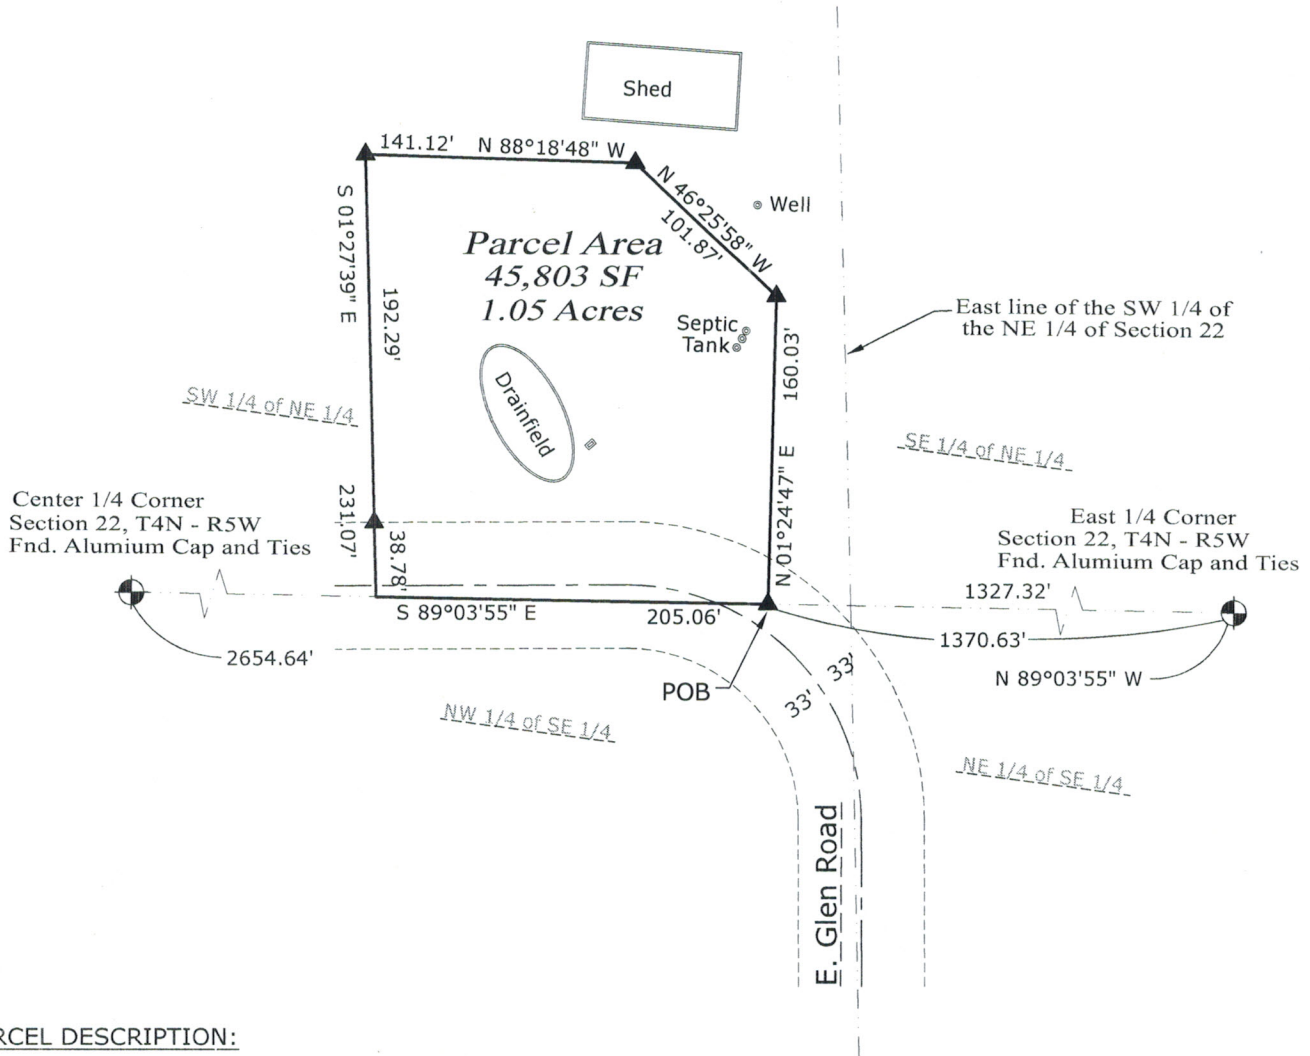 Shed
141.12' N 88°18'48" W
N 46°25'58" W
101.87'
Well
S 01°27'39" E
192.29'
Parcel Area
45,803 SF
1.05 Acres
Septic
Tank
160.03'
N 01°24'47" E
East line of the SW 1/4 of
the NE 1/4 of Section 22
Drainfield
SW 1/4 of NE 1/4
SE 1/4 of NE 1/4
Center 1/4 Corner
Section 22, T4N - R5W
Fnd. Alumium Cap and Ties
231.07'
38.78'
East 1/4 Corner
Section 22, T4N - R5W
Fnd. Alumium Cap and Ties
1327.32'
S 89°03'55" E
205.06'
1370.63'
2654.64'
N 89°03'55" W
POB
33'
33'
NW 1/4 of SE 1/4
NE 1/4 of SE 1/4
E. Glen Road
RCEL DESCRIPTION: